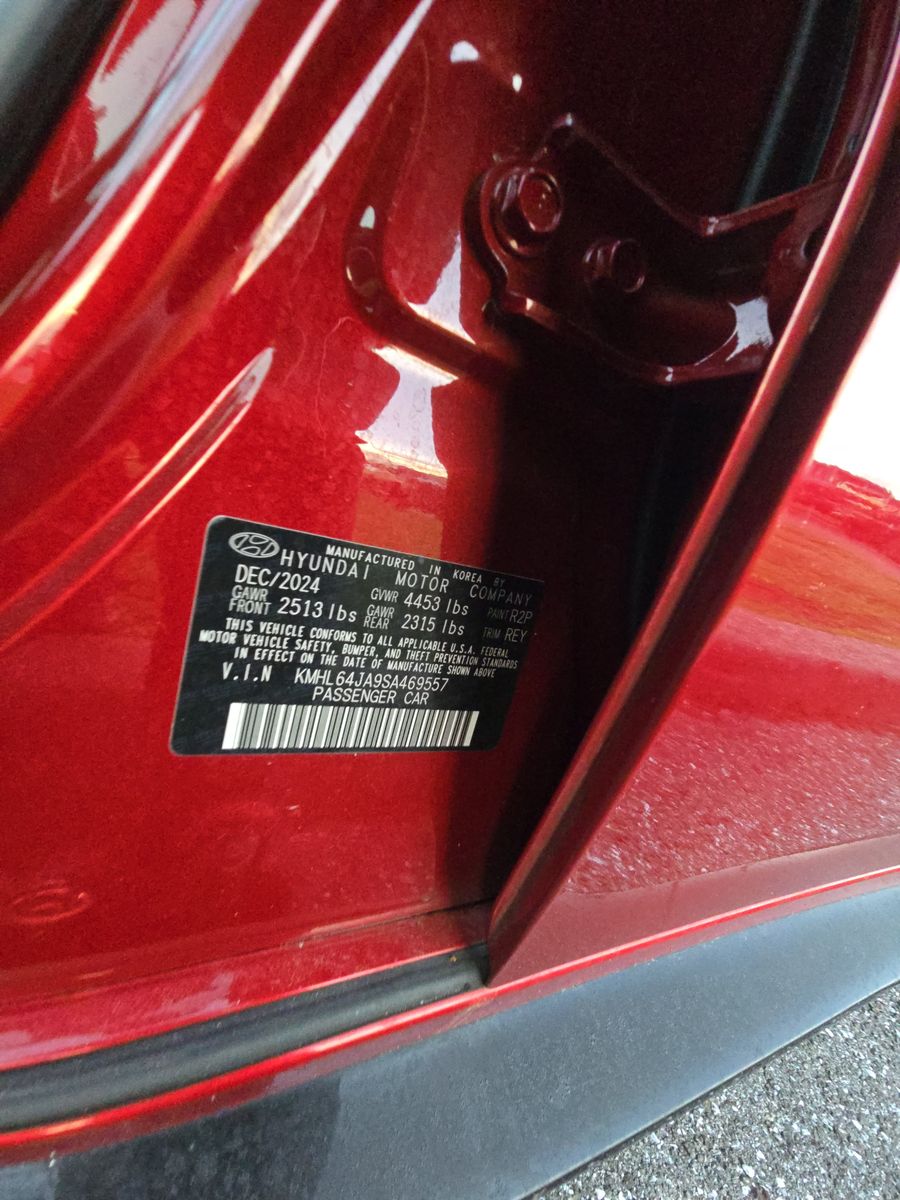 MANUFACTURED IN KOREA BY
HYUNDAI MOTOR COMPANY
DEC/2024 GVWR 4453 lbs PAINT R2P
GAWR FRONT 2513 lbs GAWR REAR 2315 lbs TRIM REY
THIS VEHICLE CONFORMS TO ALL APPLICABLE U.S.A. FEDERAL
MOTOR VEHICLE SAFETY, BUMPER, AND THEFT PREVENTION STANDARDS
IN EFFECT ON THE DATE OF MANUFACTURE SHOWN ABOVE
V.I.N KMHL64JA9SA469557
PASSENGER CAR